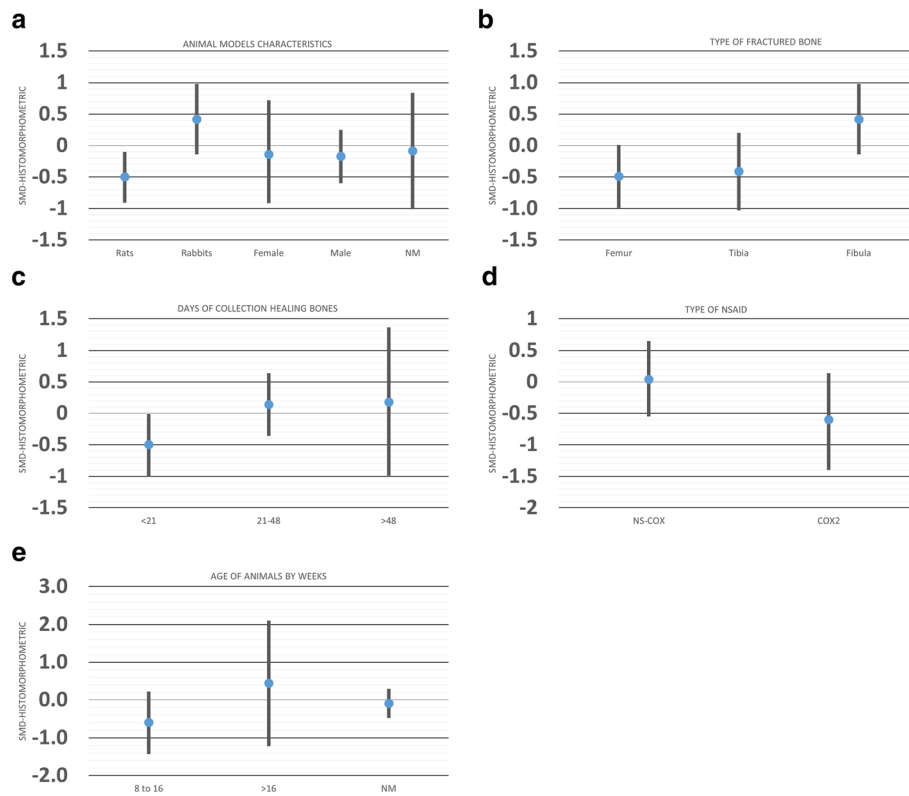 a
ANIMAL MODELS CHARACTERISTICS
SMD-HISTOMORPHOMETRIC
1.5
1
0.5
0
-0.5
-1
-1.5
Rats Rabbits Female Male NM
b
TYPE OF FRACTURED BONE
SMD-HISTOMORPHOMETRIC
1.5
1.0
0.5
0.0
-0.5
-1.0
-1.5
Femur Tibia Fibula
c
DAYS OF COLLECTION HEALING BONES
SMD-HISTOMORPHOMETRIC
1.5
1
0.5
0
-0.5
-1
-1.5
<21 21-48 >48
d
TYPE OF NSAID
SMD-HISTOMORPHOMETRIC
1
0.5
0
-0.5
-1
-1.5
-2
NS-COX COX2
e
AGE OF ANIMALS BY WEEKS
SMD-HISTOMORPHOMETRIC
3.0
2.0
1.0
0.0
-1.0
-2.0
8 to 16 >16 NM